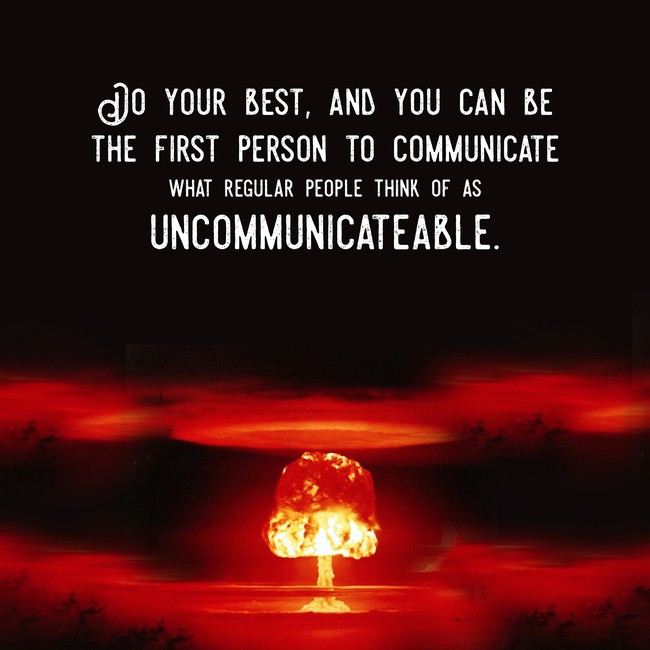 Do your best, and you can be
the first person to communicate
what regular people think of as
uncommunicateable.